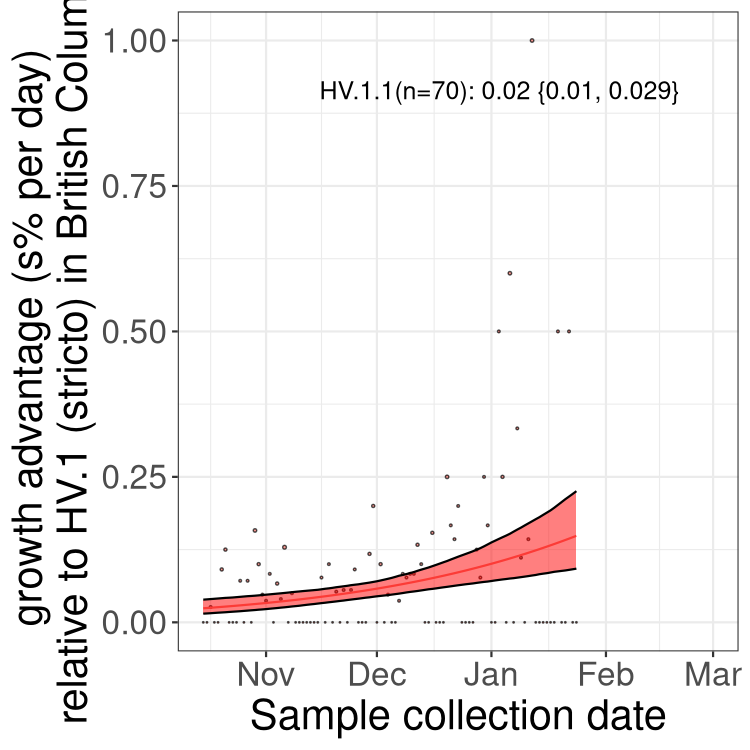 growth advantage (s% per day)
relative to HV.1 (stricto) in British Colum
1.00
0.75
0.50
0.25
0.00
HV.1.1(n=70): 0.02 {0.01, 0.029}
Nov Dec Jan Feb Mar
Sample collection date